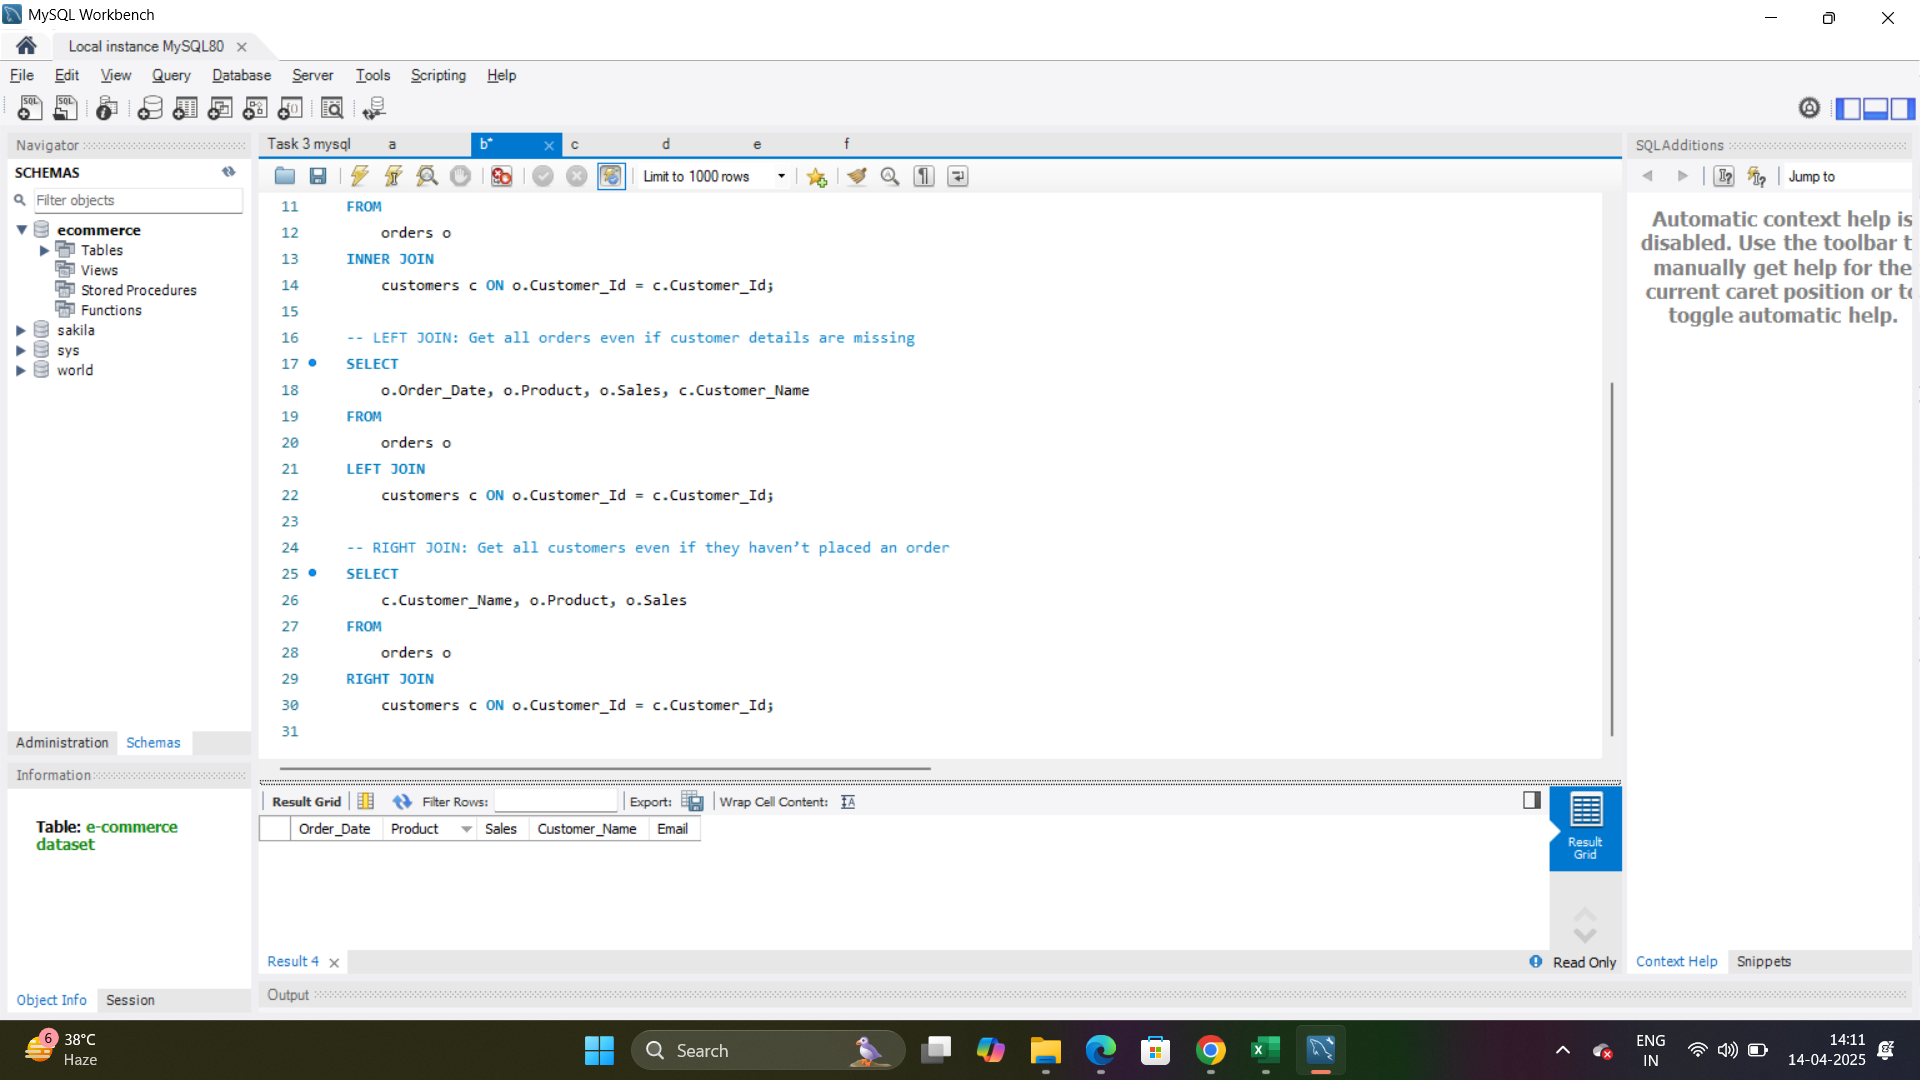 MySQL Workbench
Local instance MySQL80
File Edit View Query Database Server Tools Scripting Help
Navigator
SCHEMAS
Filter objects
ecommerce
Tables
Views
Stored Procedures
Functions
sakila
sys
world
Administration Schemas
Information
Table: e-commerce
dataset
Object Info Session
Task 3 mysql a b* c d e f
Limit to 1000 rows
11 FROM
12 orders o
13 INNER JOIN
14 customers c ON o.Customer_Id = c.Customer_Id;
15
16 -- LEFT JOIN: Get all orders even if customer details are missing
17 SELECT
18 o.Order_Date, o.Product, o.Sales, c.Customer_Name
19 FROM
20 orders o
21 LEFT JOIN
22 customers c ON o.Customer_Id = c.Customer_Id;
23
24 -- RIGHT JOIN: Get all customers even if they haven’t placed an order
25 SELECT
26 c.Customer_Name, o.Product, o.Sales
27 FROM
28 orders o
29 RIGHT JOIN
30 customers c ON o.Customer_Id = c.Customer_Id;
31
Result Grid Filter Rows: Export: Wrap Cell Content:
Order_Date Product Sales Customer_Name Email
Result
Grid
Result 4
Read Only
Output
SQLAdditions
Jump to
Automatic context help is
disabled. Use the toolbar t
manually get help for the
current caret position or to
toggle automatic help.
Context Help Snippets
6
38°C
Haze
Search
ENG
IN
14:11
14-04-2025